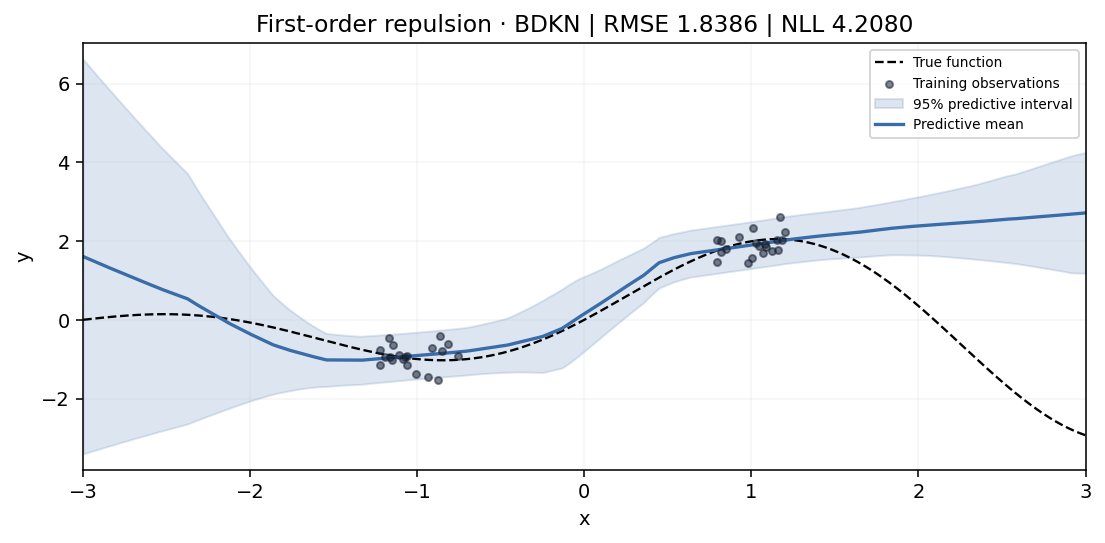 First-order repulsion · BDKN | RMSE 1.8386 | NLL 4.2080
True function
Training observations
95% predictive interval
Predictive mean
y
6
4
2
0
−2
−3
−2
−1
0
1
2
3
x